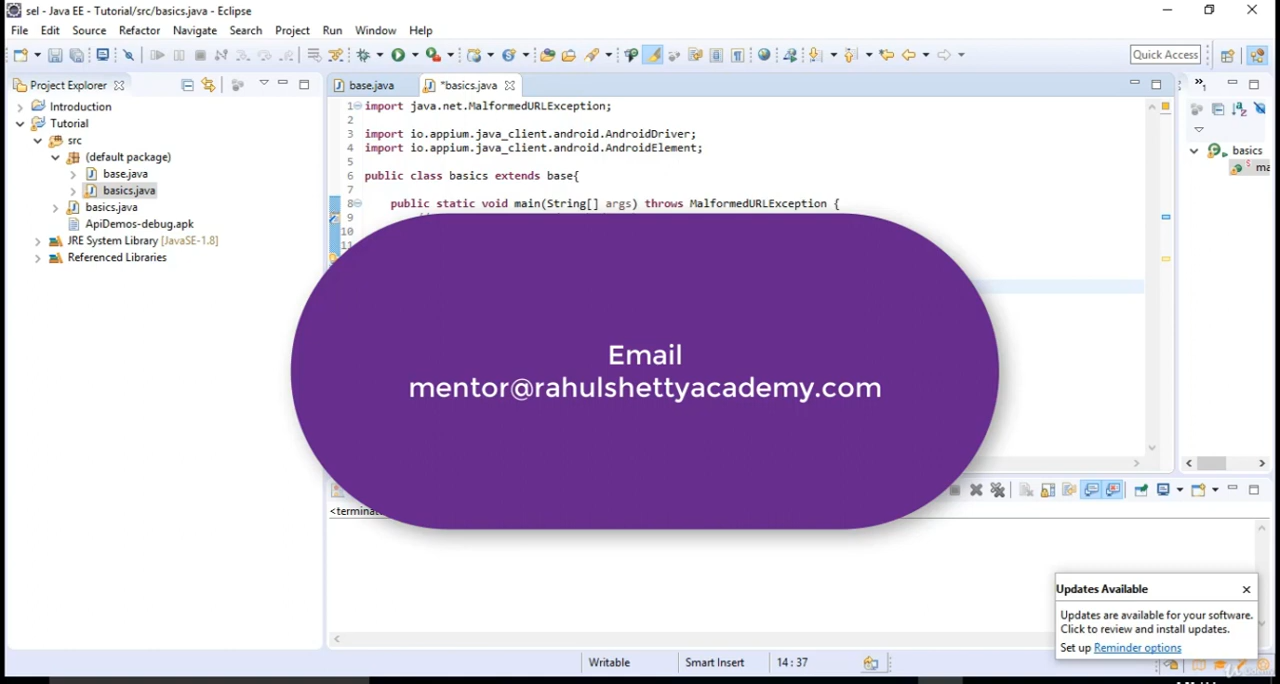 sel - Java EE - Tutorial/src/basics.java - Eclipse
File Edit Source Refactor Navigate Search Project Run Window Help
Quick Access
Project Explorer
base.java
*basics.java
Introduction
Tutorial
src
(default package)
base.java
basics.java
basics.java
ApiDemos-debug.apk
JRE System Library [JavaSE-1.8]
Referenced Libraries
1 import java.net.MalformedURLException;
2
3 import io.appium.java_client.android.AndroidDriver;
4 import io.appium.java_client.android.AndroidElement;
5
6 public class basics extends base{
7
8 public static void main(String[] args) throws MalformedURLException {
9
10
11
basics
ma
Email
mentor@rahulshettyacademy.com
<termina
Updates Available
Updates are available for your software.
Click to review and install updates.
Set up Reminder options
Writable Smart Insert 14 : 37